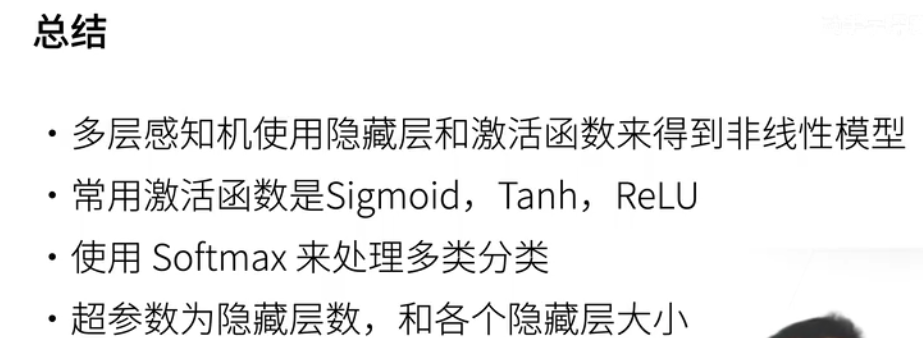 总结
・多层感知机使用隐藏层和激活函数来得到非线性模型
・常用激活函数是Sigmoid，Tanh，ReLU
・使用 Softmax 来处理多类分类
・超参数为隐藏层数，和各个隐藏层大小